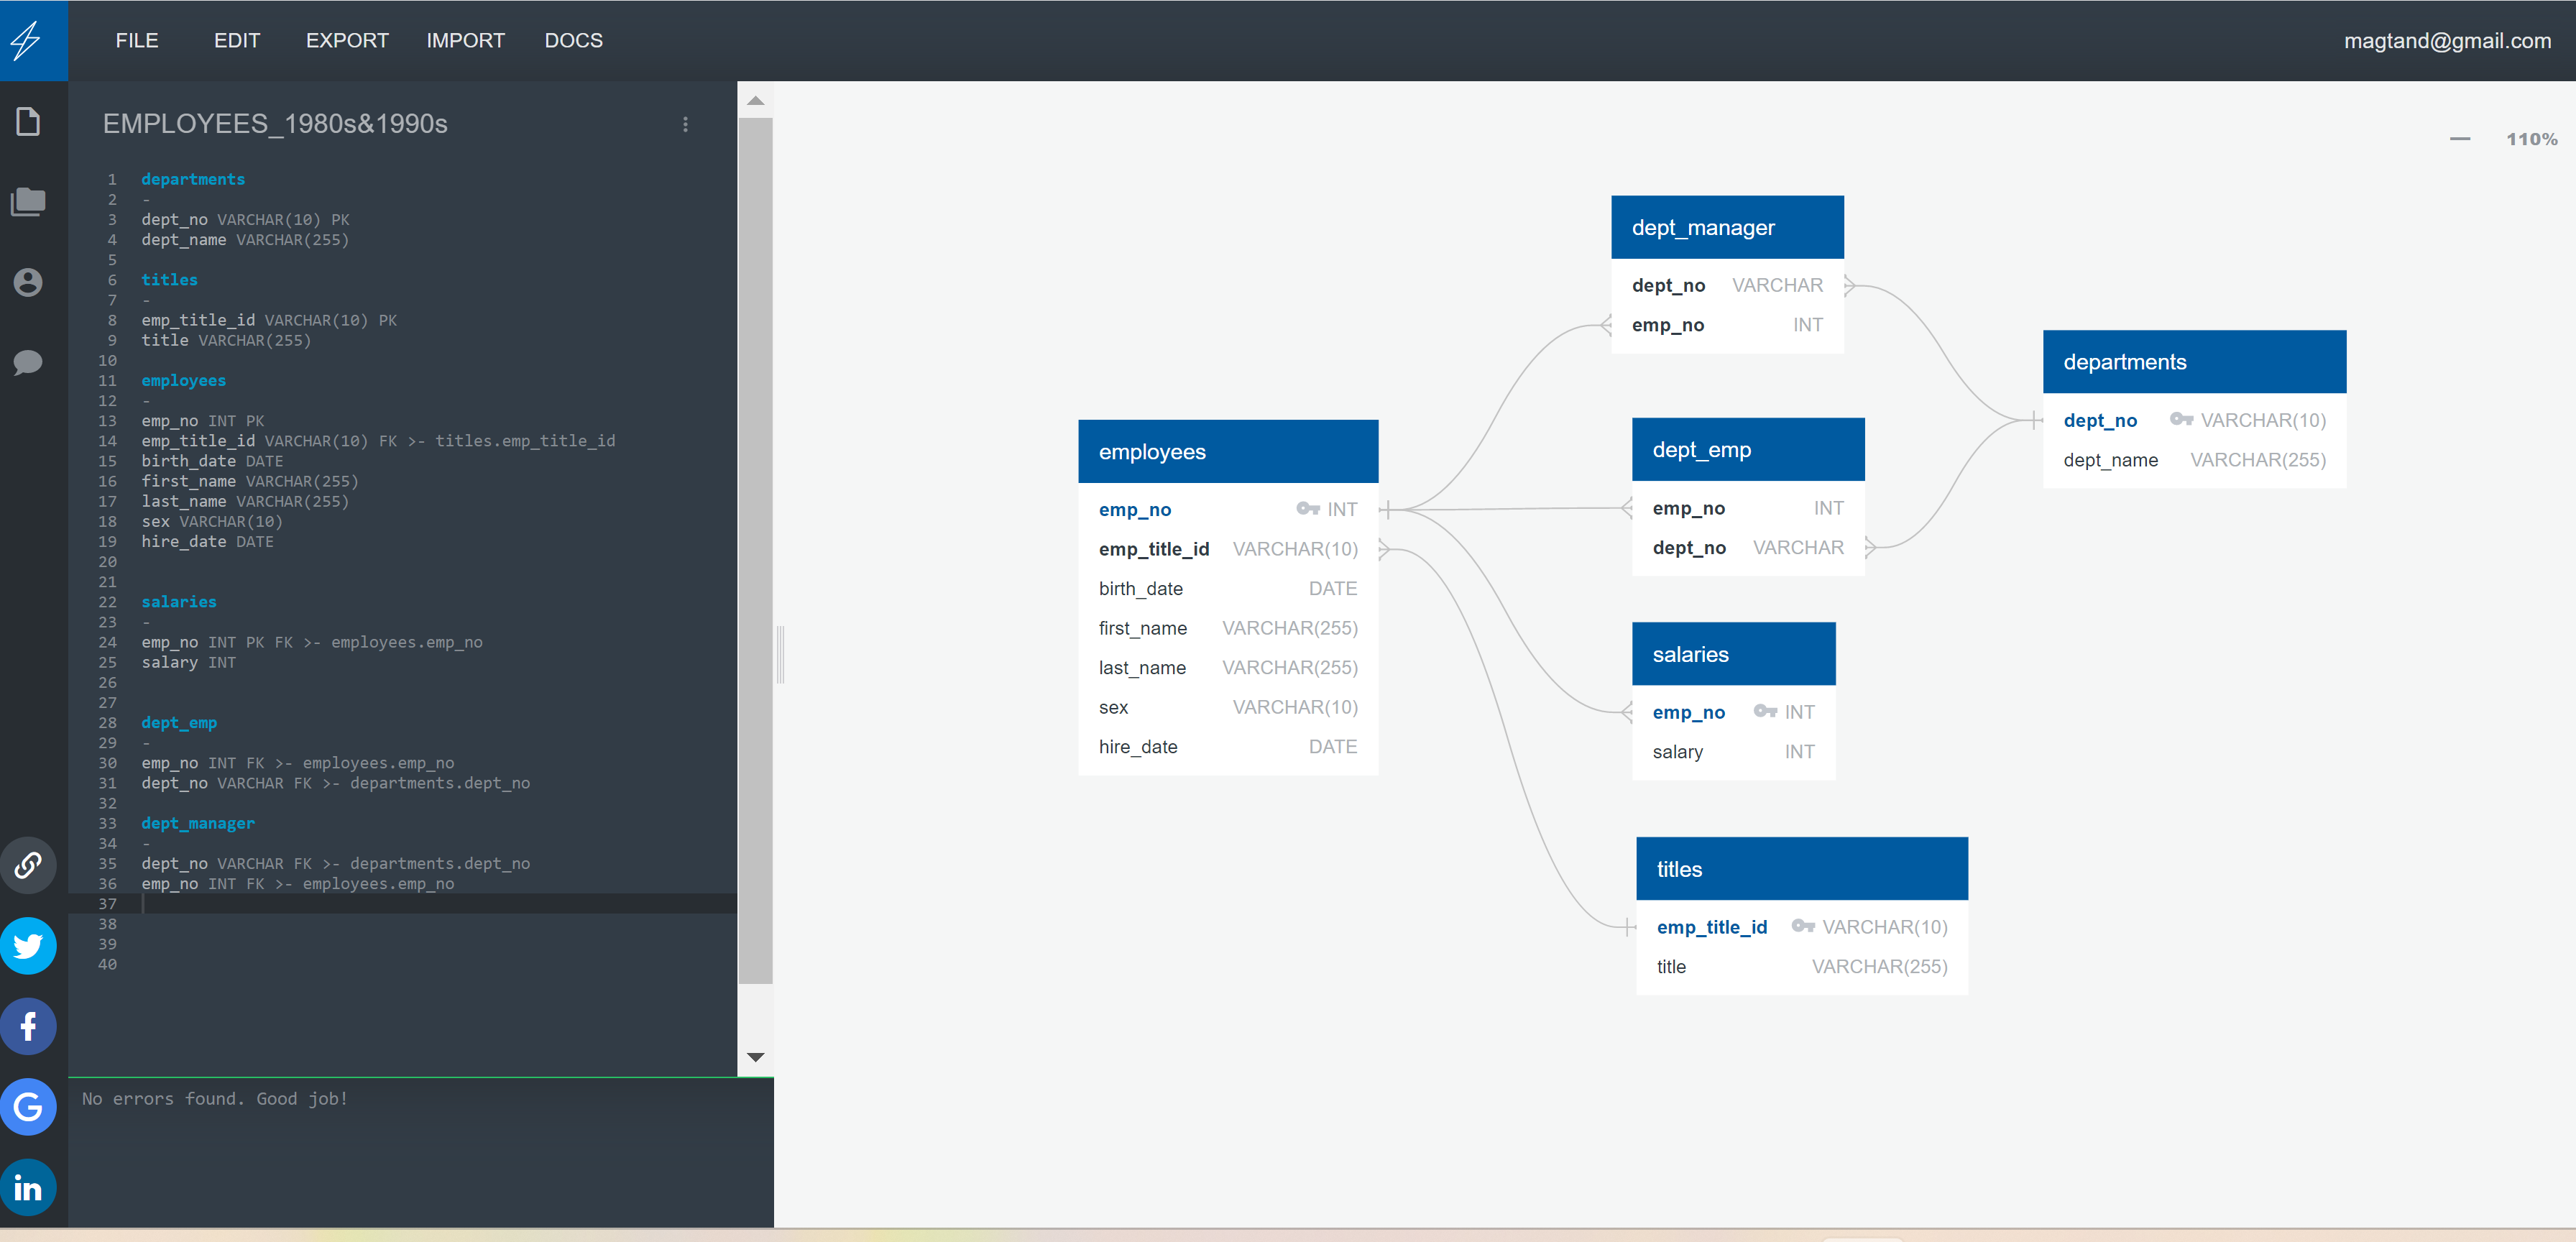 FILE EDIT EXPORT IMPORT DOCS
magtand@gmail.com
EMPLOYEES_1980s&1990s
1 departments
2 -
3 dept_no VARCHAR(10) PK
4 dept_name VARCHAR(255)
5
6 titles
7 -
8 emp_title_id VARCHAR(10) PK
9 title VARCHAR(255)
10
11 employees
12 -
13 emp_no INT PK
14 emp_title_id VARCHAR(10) FK >- titles.emp_title_id
15 birth_date DATE
16 first_name VARCHAR(255)
17 last_name VARCHAR(255)
18 sex VARCHAR(10)
19 hire_date DATE
20
21
22 salaries
23 -
24 emp_no INT PK FK >- employees.emp_no
25 salary INT
26
27
28 dept_emp
29 -
30 emp_no INT FK >- employees.emp_no
31 dept_no VARCHAR FK >- departments.dept_no
32
33 dept_manager
34 -
35 dept_no VARCHAR FK >- departments.dept_no
36 emp_no INT FK >- employees.emp_no
37
38
39
40
No errors found. Good job!
110%
dept_manager
dept_no VARCHAR
emp_no INT
departments
dept_no VARCHAR(10)
dept_name VARCHAR(255)
employees
emp_no INT
emp_title_id VARCHAR(10)
birth_date DATE
first_name VARCHAR(255)
last_name VARCHAR(255)
sex VARCHAR(10)
hire_date DATE
dept_emp
emp_no INT
dept_no VARCHAR
salaries
emp_no INT
salary INT
titles
emp_title_id VARCHAR(10)
title VARCHAR(255)